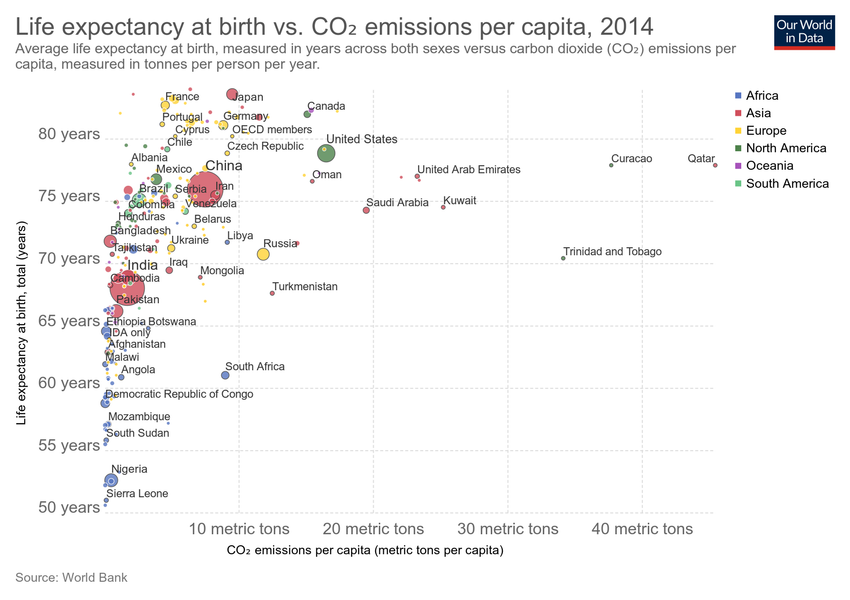 Life expectancy at birth vs. CO₂ emissions per capita, 2014
Average life expectancy at birth, measured in years across both sexes versus carbon dioxide (CO₂) emissions per
capita, measured in tonnes per person per year.
Our World
in Data
France
Japan
Portugal
Germany
Canada
Cyprus
OECD members
80 years
Chile
Czech Republic
United States
Albania
Mexico
China
Oman
United Arab Emirates
Curacao
Qatar
75 years
Brazil
Serbia
Iran
Colombia
Venezuela
Saudi Arabia
Kuwait
Honduras
Belarus
Bangladesh
Ukraine
Libya
Tajikistan
Russia
Trinidad and Tobago
70 years
India
Iraq
Mongolia
Cambodia
Turkmenistan
Pakistan
65 years
Ethiopia
Botswana
IDA only
Afghanistan
Malawi
Angola
South Africa
60 years
Democratic Republic of Congo
Mozambique
South Sudan
55 years
Nigeria
Sierra Leone
50 years
Africa
Asia
Europe
North America
Oceania
South America
Life expectancy at birth, total (years)
10 metric tons
20 metric tons
30 metric tons
40 metric tons
CO₂ emissions per capita (metric tons per capita)
Source: World Bank